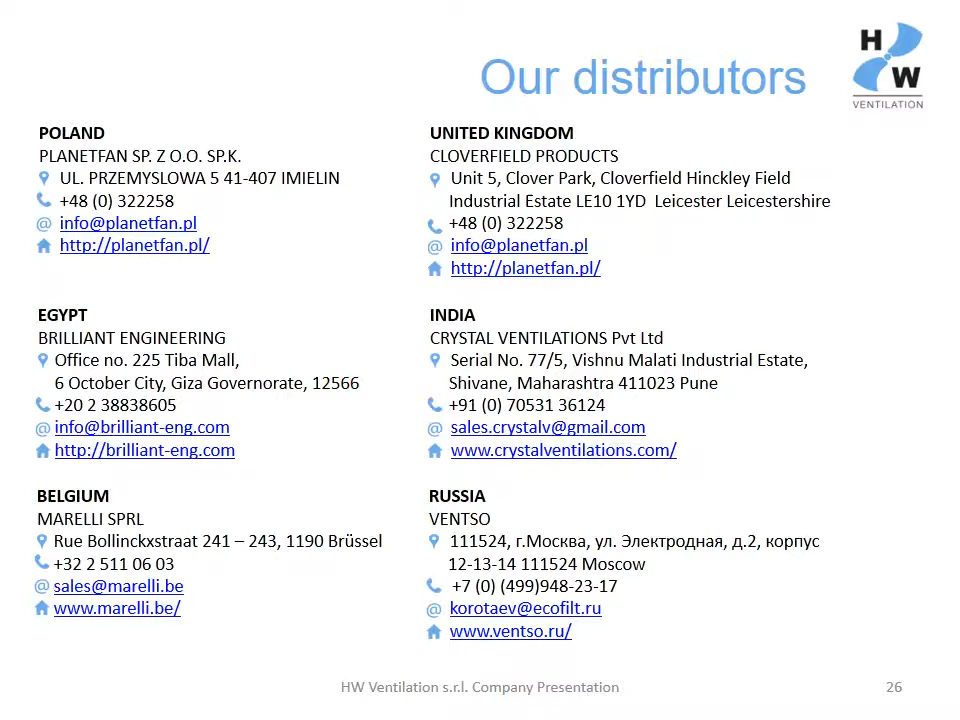 Our distributors
H
W
VENTILATION
POLAND
PLANETFAN SP. Z O.O. SP.K.
UL. PRZEMYSLOWA 5 41-407 IMIELIN
+48 (0) 322258
@ info@planetfan.pl
http://planetfan.pl/
UNITED KINGDOM
CLOVERFIELD PRODUCTS
Unit 5, Clover Park, Cloverfield Hinckley Field
Industrial Estate LE10 1YD Leicester Leicestershire
+48 (0) 322258
@ info@planetfan.pl
http://planetfan.pl/
EGYPT
BRILLIANT ENGINEERING
Office no. 225 Tiba Mall,
6 October City, Giza Governorate, 12566
+20 2 38838605
@ info@brilliant-eng.com
http://brilliant-eng.com
INDIA
CRYSTAL VENTILATIONS Pvt Ltd
Serial No. 77/5, Vishnu Malati Industrial Estate,
Shivane, Maharashtra 411023 Pune
+91 (0) 70531 36124
@ sales.crystalv@gmail.com
www.crystalventilations.com/
BELGIUM
MARELLI SPRL
Rue Bollinckxstraat 241 – 243, 1190 Brüssel
+32 2 511 06 03
@ sales@marelli.be
www.marelli.be/
RUSSIA
VENTSO
111524, г.Москва, ул. Электродная, д.2, корпус
12-13-14 111524 Moscow
+7 (0) (499)948-23-17
@ korotaev@ecofilt.ru
www.ventso.ru/
HW Ventilation s.r.l. Company Presentation
26